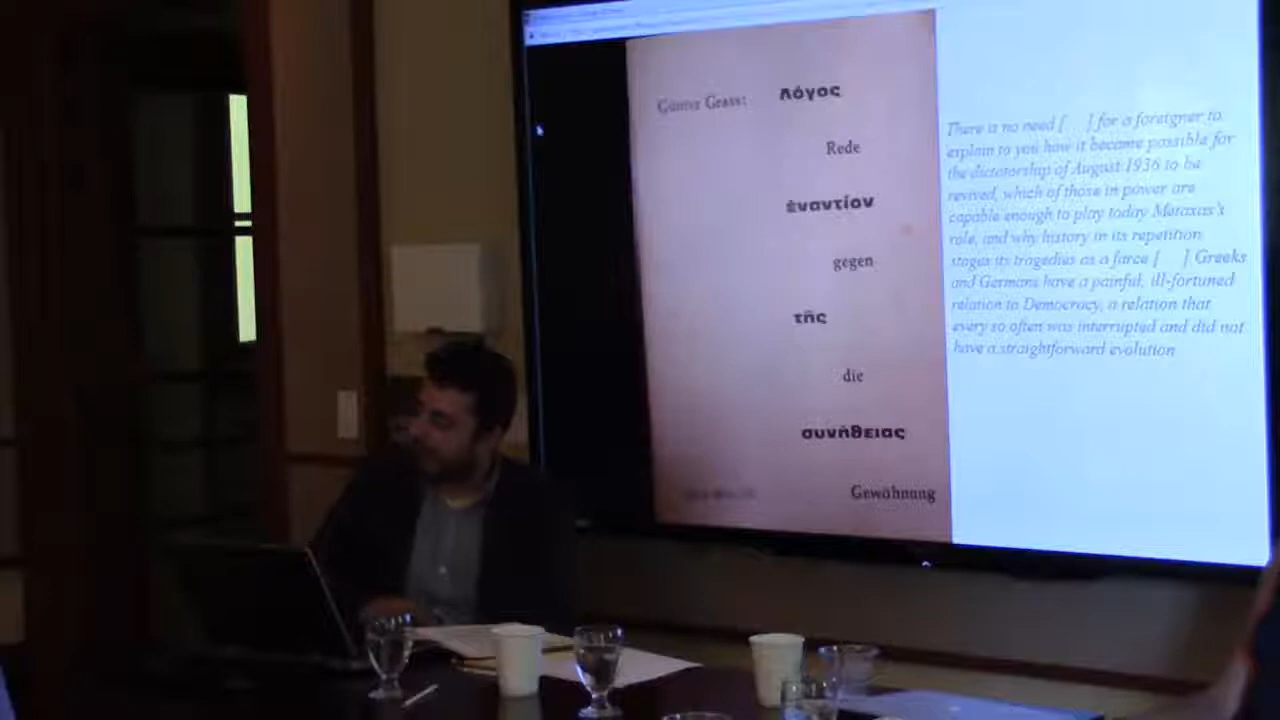 Günter Grass: Λόγος
Rede
ἐναντίον
gegen
τῆς
die
συνήθειας
Gewöhnung
There is no need [ ] for a foreigner to
explain to you how it became possible for
the dictatorship of August 1936 to be
revived, which of those in power are
capable enough to play today Metaxas's
role, and why history in its repetition
stages its tragedies as a farce [ ] Greeks
and Germans have a painful, ill-fortuned
relation to Democracy, a relation that
every so often was interrupted and did not
have a straightforward evolution